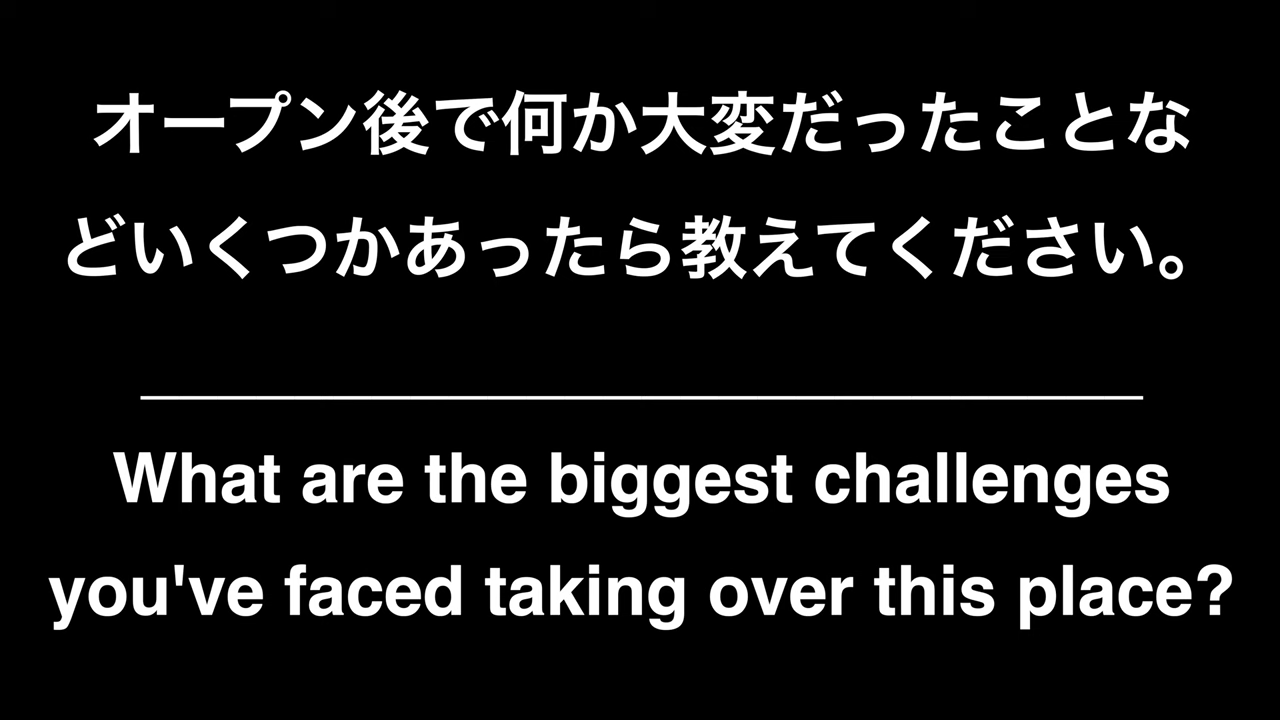 オープン後で何か大変だったことな
どいくつかあったら教えてください。
What are the biggest challenges
you've faced taking over this place?